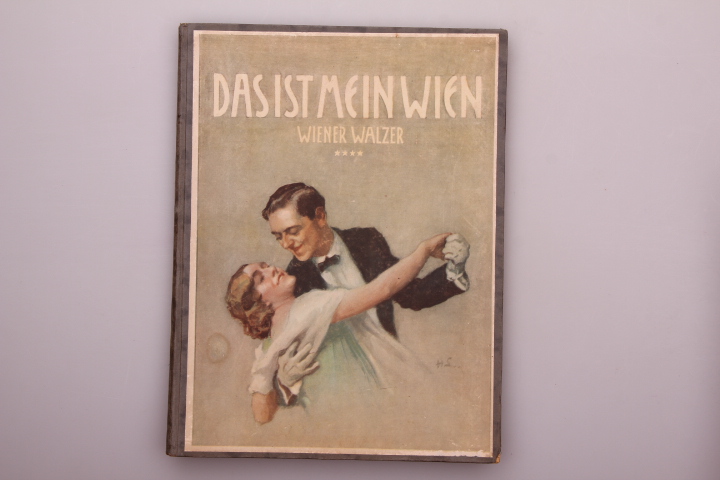 DAS IST MEIN WIEN
WIENER WALZER
****